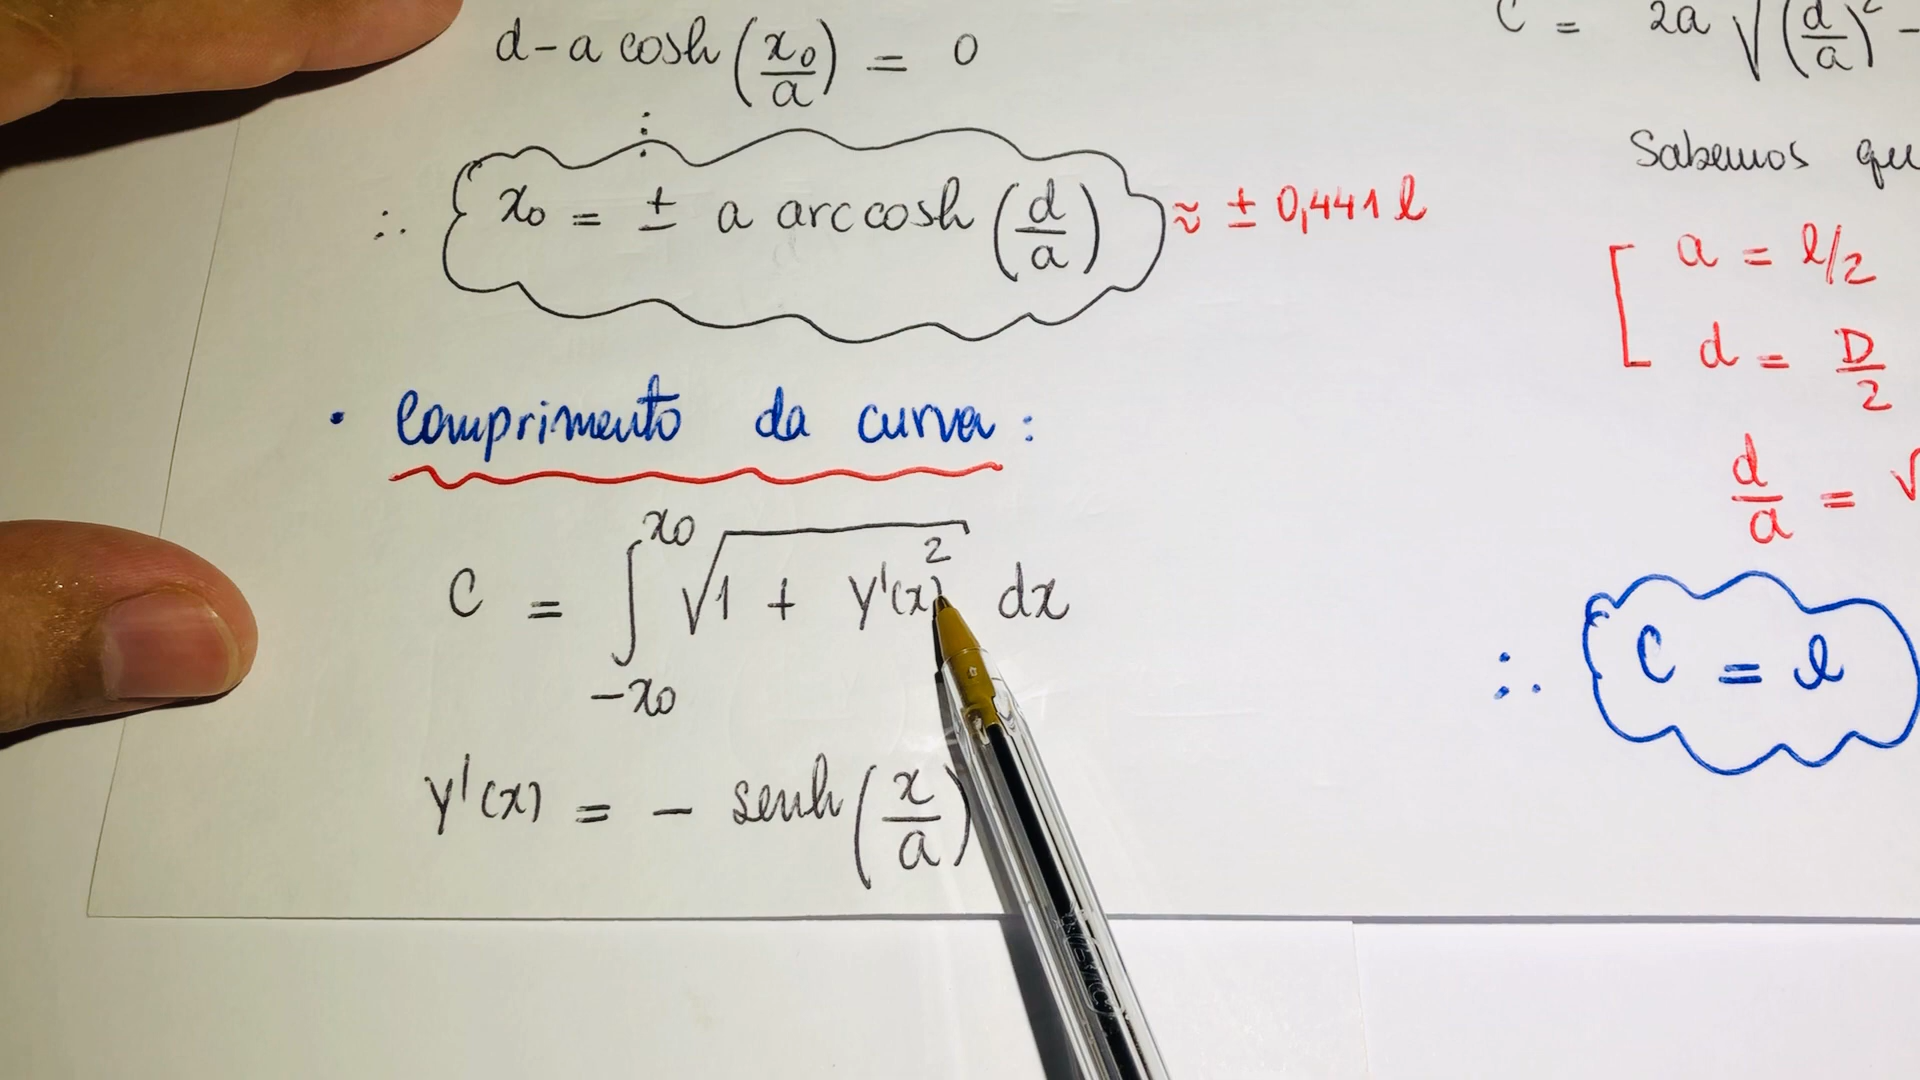 d - a cosh(x₀/a) = 0
∴ x₀ = ± a arccosh(d/a) ≈ ± 0,441 l
• Comprimento da curva:
C = ∫_{-x₀}^{x₀} √(1 + y'(x)²) dx
y'(x) = - senh(x/a)
C = 2a √((d/a)² -
Sabemos qu
[ a = l/2
d = D/2
d/a = √
∴ C = l